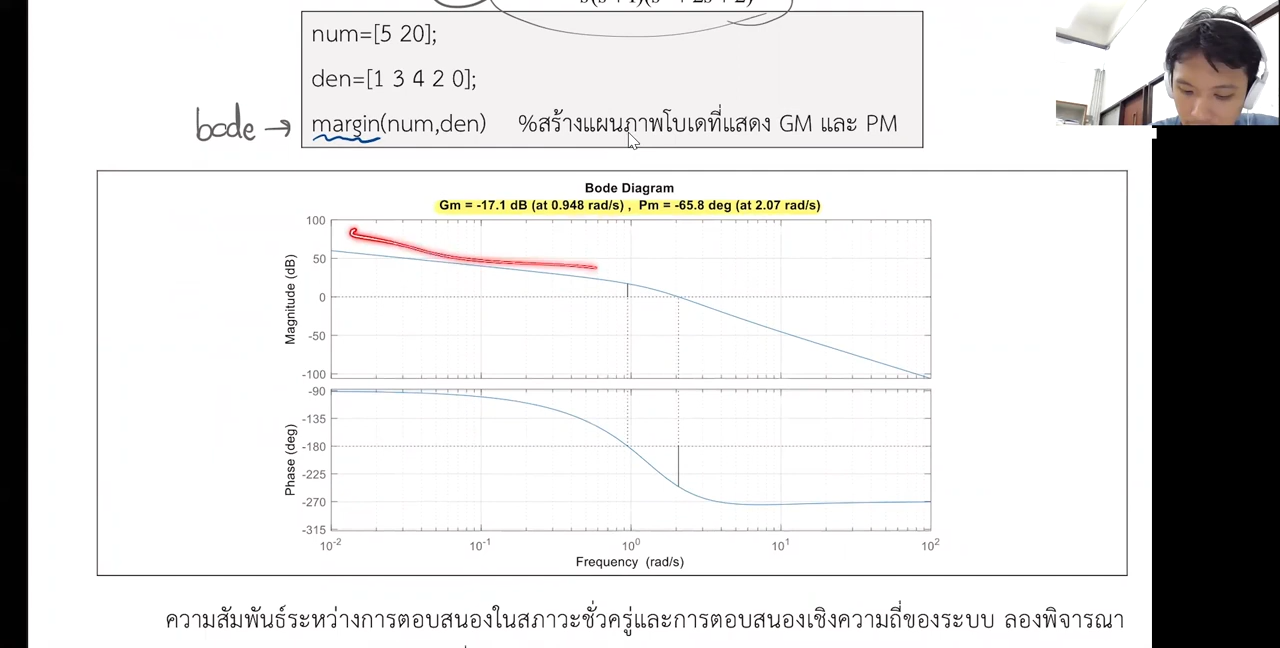 s(s+1)(s²+2s+2)
num=[5 20];
den=[1 3 4 2 0];
bode → margin(num,den) %สร้างแผนภาพโบเดที่แสดง GM และ PM
Bode Diagram
Gm = -17.1 dB (at 0.948 rad/s) , Pm = -65.8 deg (at 2.07 rad/s)
Magnitude (dB)
100
50
0
-50
-100
Phase (deg)
-90
-135
-180
-225
-270
-315
10⁻² 10⁻¹ 10⁰ 10¹ 10²
Frequency (rad/s)
ความสัมพันธ์ระหว่างการตอบสนองในสภาวะชั่วครู่และการตอบสนองเชิงความถี่ของระบบ ลองพิจารณา